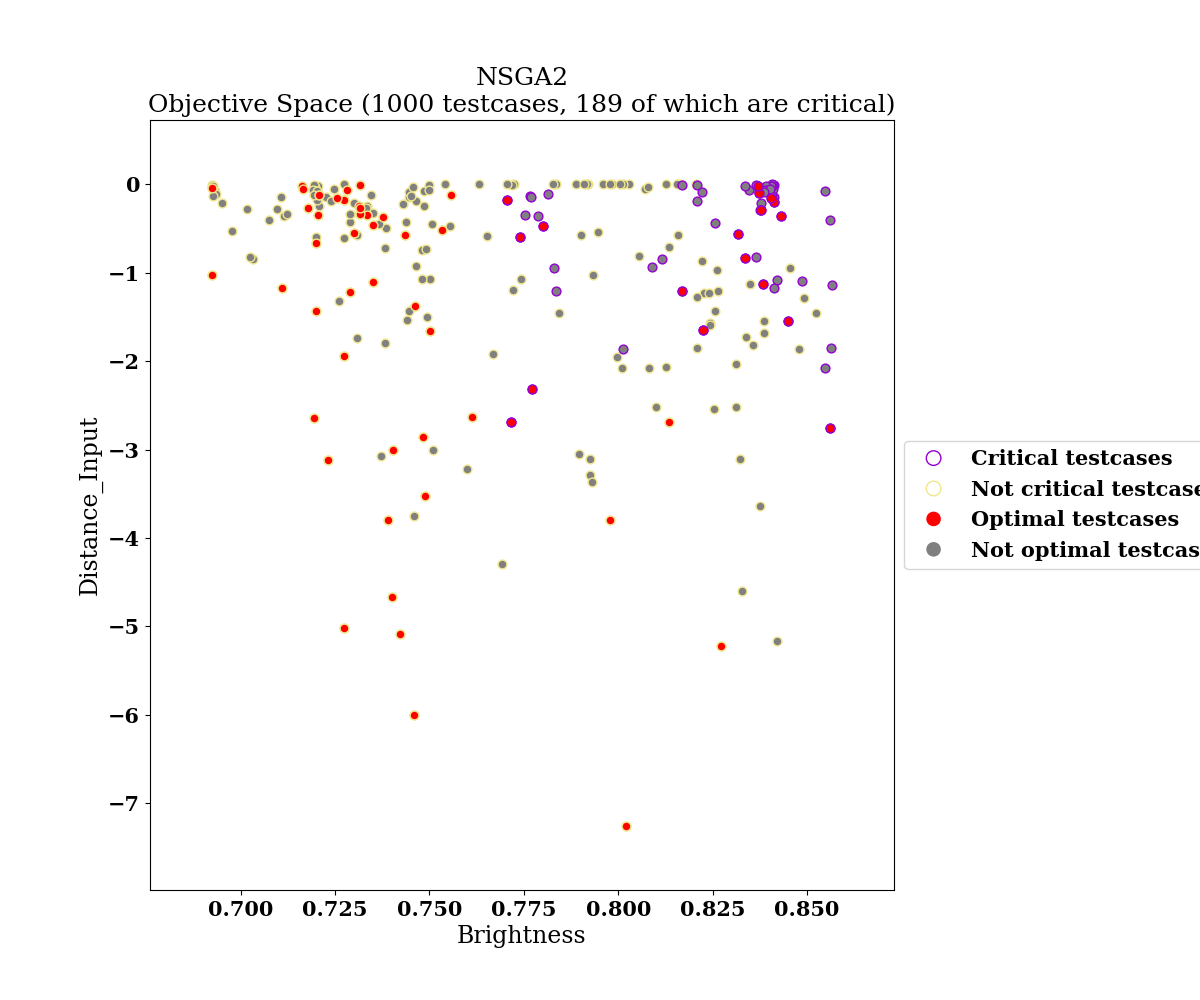 NSGA2
Objective Space (1000 testcases, 189 of which are critical)
0
−1
−2
−3
−4
−5
−6
−7
Distance_Input
0.700 0.725 0.750 0.775 0.800 0.825 0.850
Brightness
Critical testcases
Not critical testcase
Optimal testcases
Not optimal testcas